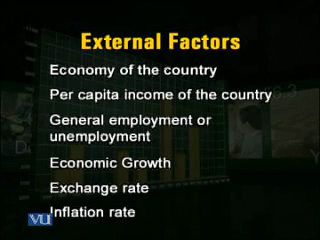 External Factors
Economy of the country
Per capita income of the country
General employment or
unemployment
Economic Growth
Exchange rate
Inflation rate
VU